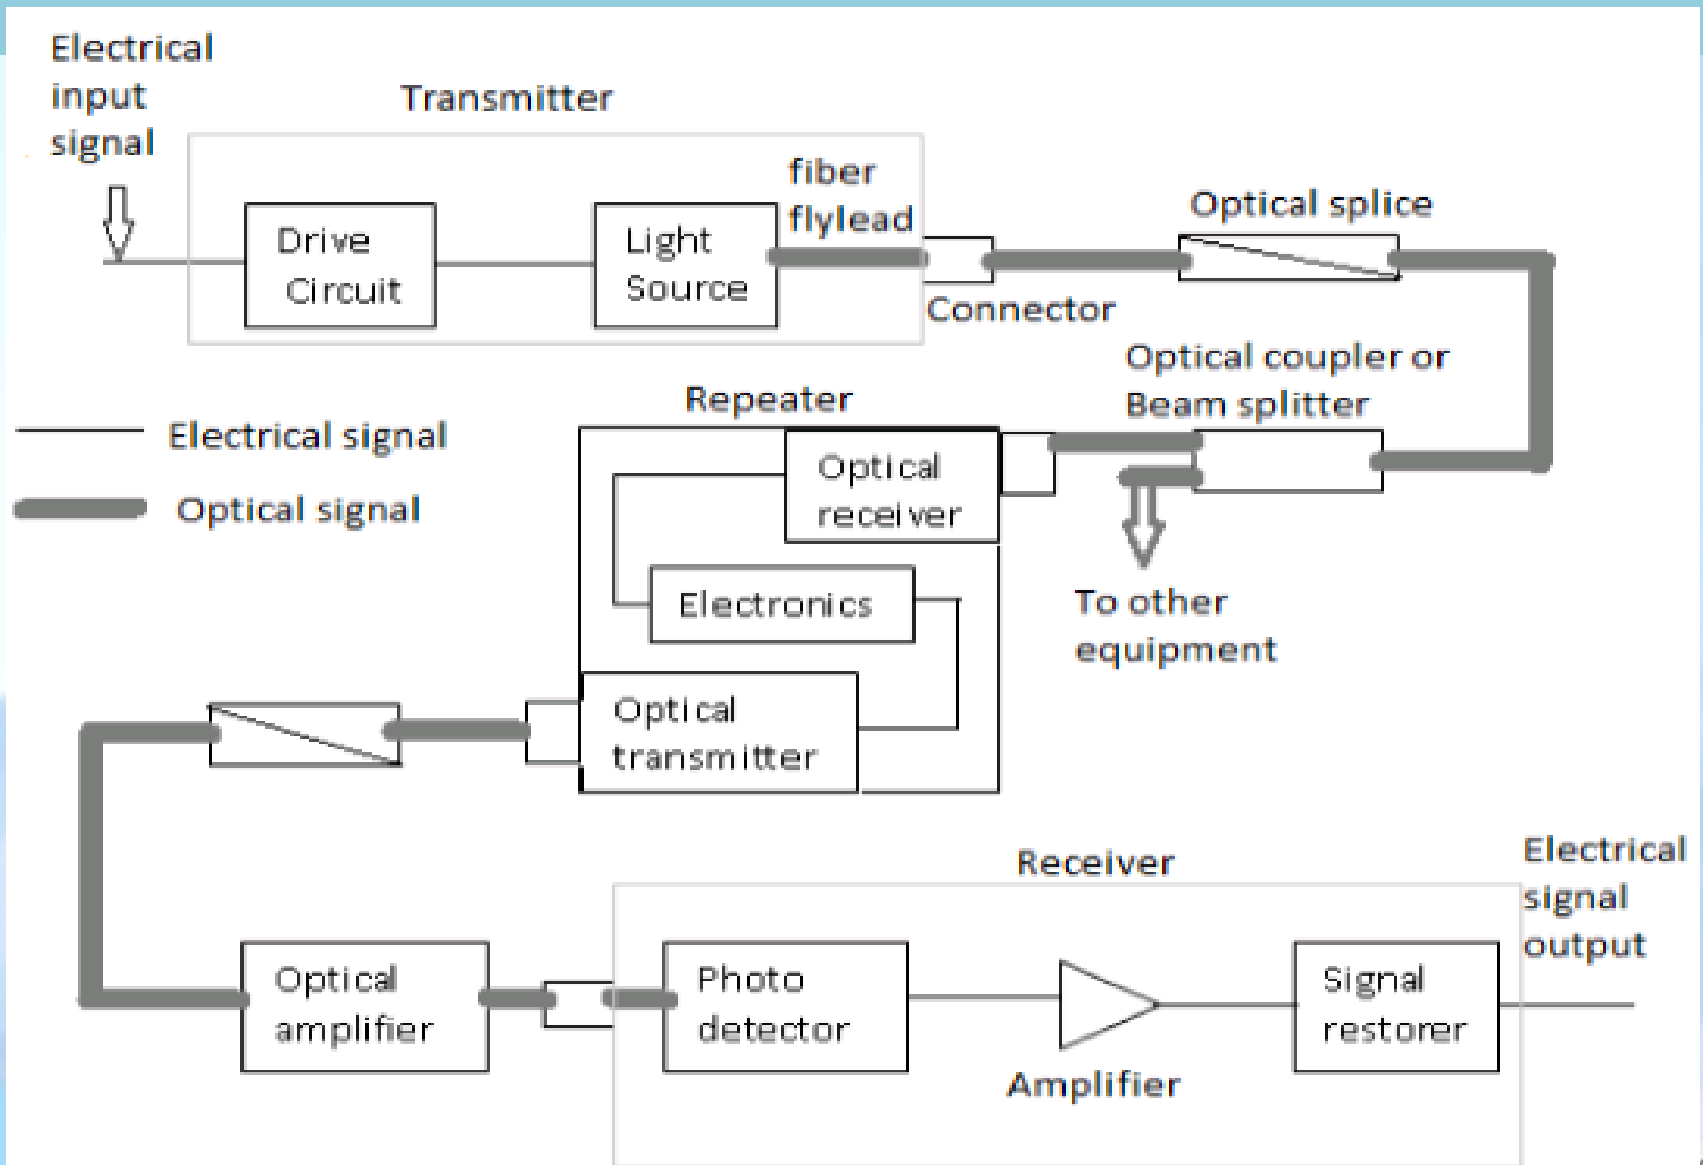 Electrical
input
signal
Transmitter
fiber
flylead
Drive
Circuit
Light
Source
Connector
Optical splice
Optical coupler or
Beam splitter
To other
equipment
Repeater
Optical
receiver
Electronics
Optical
transmitter
Electrical signal
Optical signal
Optical
amplifier
Receiver
Photo
detector
Amplifier
Signal
restorer
Electrical
signal
output